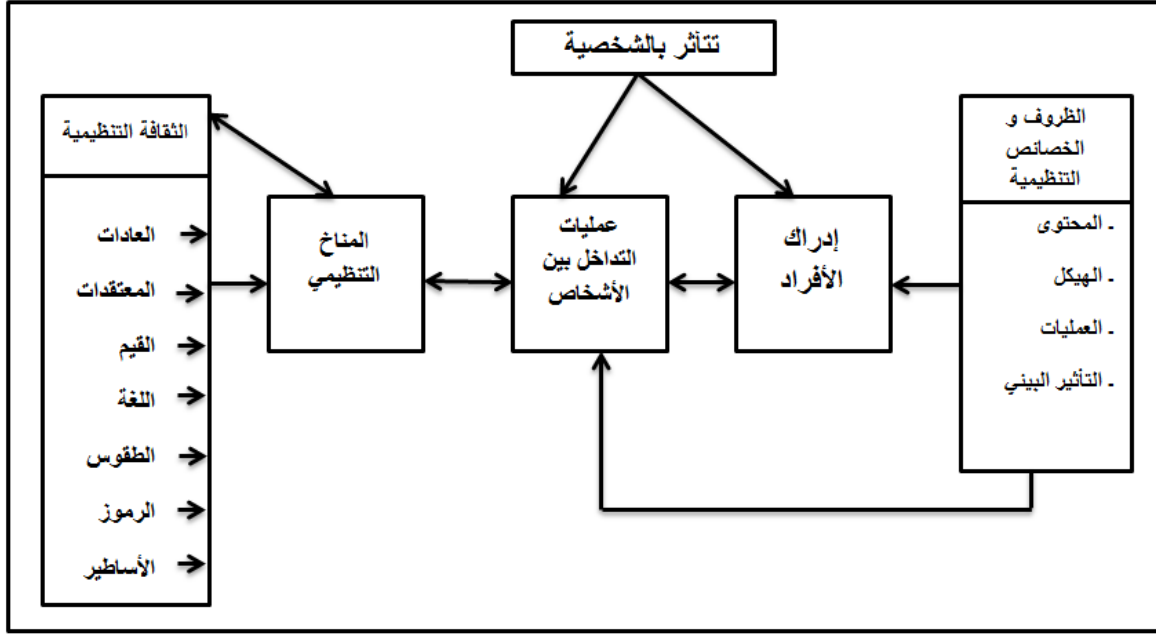 تتأثر بالشخصية
الظروف و
الخصائص
التنظيمية
ـ المحتوى
ـ الهيكل
ـ العمليات
ـ التأثير البيني
إدراك
الأفراد
عمليات
التداخل بين
الأشخاص
المناخ
التنظيمي
الثقافة التنظيمية
العادات
المعتقدات
القيم
اللغة
الطقوس
الرموز
الأساطير